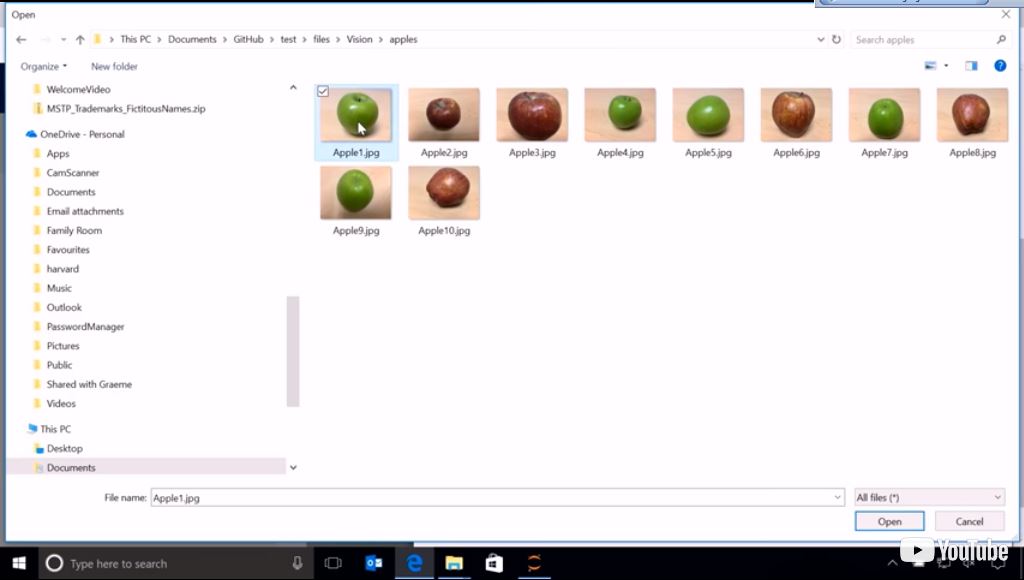 Open
This PC > Documents > GitHub > test > files > Vision > apples
Search apples
Organize
New folder
WelcomeVideo
MSTP_Trademarks_FictitousNames.zip
OneDrive - Personal
Apps
CamScanner
Documents
Email attachments
Family Room
Favourites
harvard
Music
Outlook
PasswordManager
Pictures
Public
Shared with Graeme
Videos
This PC
Desktop
Documents
Apple1.jpg
Apple2.jpg
Apple3.jpg
Apple4.jpg
Apple5.jpg
Apple6.jpg
Apple7.jpg
Apple8.jpg
Apple9.jpg
Apple10.jpg
File name: Apple1.jpg
All files (*)
Open
Cancel
Type here to search
YouTube